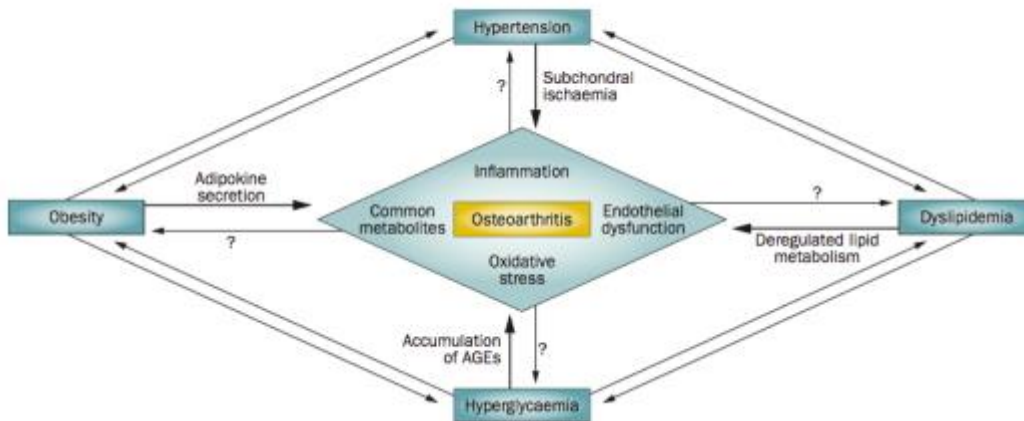 Hypertension
?
Subchondral
ischaemia
Inflammation
Adipokine
secretion
?
Obesity
Common
metabolites
Osteoarthritis
Endothelial
dysfunction
Dyslipidemia
?
Deregulated lipid
metabolism
Oxidative
stress
Accumulation
of AGEs
?
Hyperglycaemia